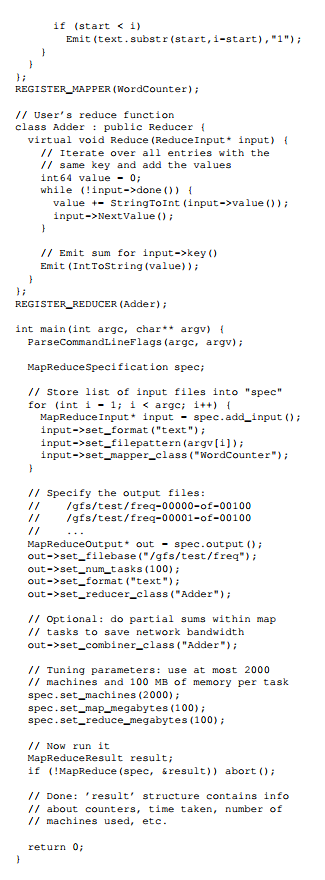 if (start < i)
Emit(text.substr(start,i-start),"1");
}
}
};
REGISTER_MAPPER(WordCounter);
// User's reduce function
class Adder : public Reducer {
virtual void Reduce(ReduceInput* input) {
// Iterate over all entries with the
// same key and add the values
int64 value = 0;
while (!input->done()) {
value += StringToInt(input->value());
input->NextValue();
}
// Emit sum for input->key()
Emit(IntToString(value));
}
};
REGISTER_REDUCER(Adder);
int main(int argc, char** argv) {
ParseCommandLineFlags(argc, argv);
MapReduceSpecification spec;
// Store list of input files into "spec"
for (int i = 1; i < argc; i++) {
MapReduceInput* input = spec.add_input();
input->set_format("text");
input->set_filepattern(argv[i]);
input->set_mapper_class("WordCounter");
}
// Specify the output files:
// /gfs/test/freq-00000-of-00100
// /gfs/test/freq-00001-of-00100
// ...
MapReduceOutput* out = spec.output();
out->set_filebase("/gfs/test/freq");
out->set_num_tasks(100);
out->set_format("text");
out->set_reducer_class("Adder");
// Optional: do partial sums within map
// tasks to save network bandwidth
out->set_combiner_class("Adder");
// Tuning parameters: use at most 2000
// machines and 100 MB of memory per task
spec.set_machines(2000);
spec.set_map_megabytes(100);
spec.set_reduce_megabytes(100);
// Now run it
MapReduceResult result;
if (!MapReduce(spec, &result)) abort();
// Done: 'result' structure contains info
// about counters, time taken, number of
// machines used, etc.
return 0;
}